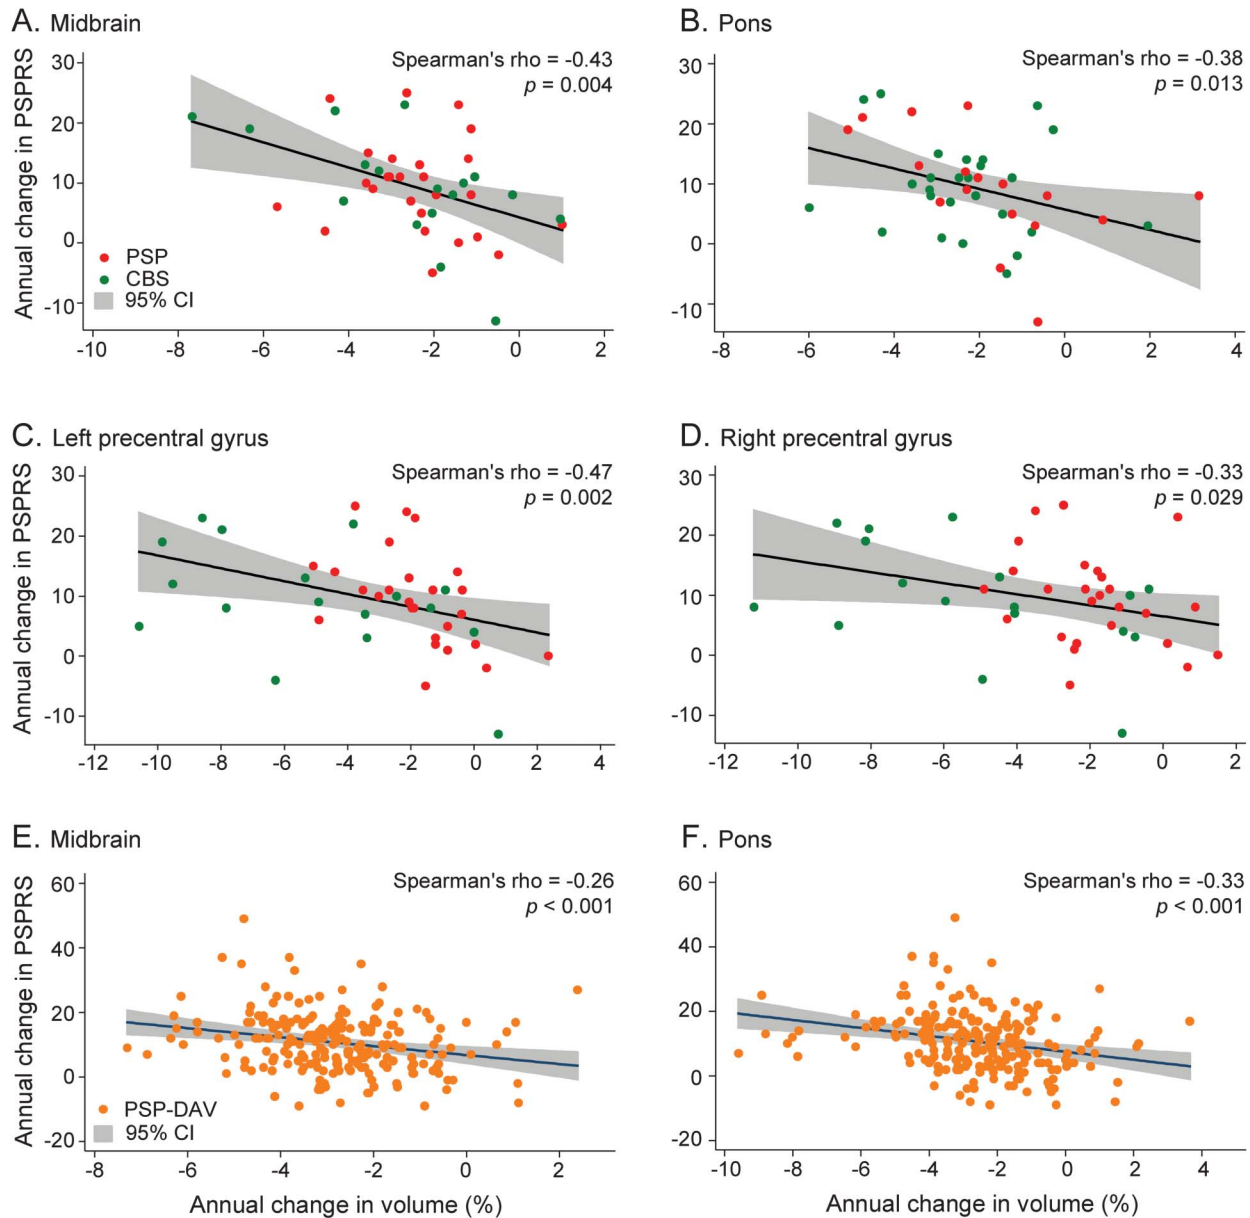 A. Midbrain
Spearman's rho = -0.43
p = 0.004
Annual change in PSPRS
30
20
10
0
-10
PSP
CBS
95% CI
-10 -8 -6 -4 -2 0 2
B. Pons
Spearman's rho = -0.38
p = 0.013
30
20
10
0
-10
-8 -6 -4 -2 0 2 4
C. Left precentral gyrus
Spearman's rho = -0.47
p = 0.002
Annual change in PSPRS
30
20
10
0
-10
-12 -10 -8 -6 -4 -2 0 2 4
D. Right precentral gyrus
Spearman's rho = -0.33
p = 0.029
30
20
10
0
-10
-12 -10 -8 -6 -4 -2 0 2
E. Midbrain
Spearman's rho = -0.26
p < 0.001
Annual change in PSPRS
60
40
20
0
-20
PSP-DAV
95% CI
-8 -6 -4 -2 0 2
Annual change in volume (%)
F. Pons
Spearman's rho = -0.33
p < 0.001
60
40
20
0
-20
-10 -8 -6 -4 -2 0 2 4
Annual change in volume (%)